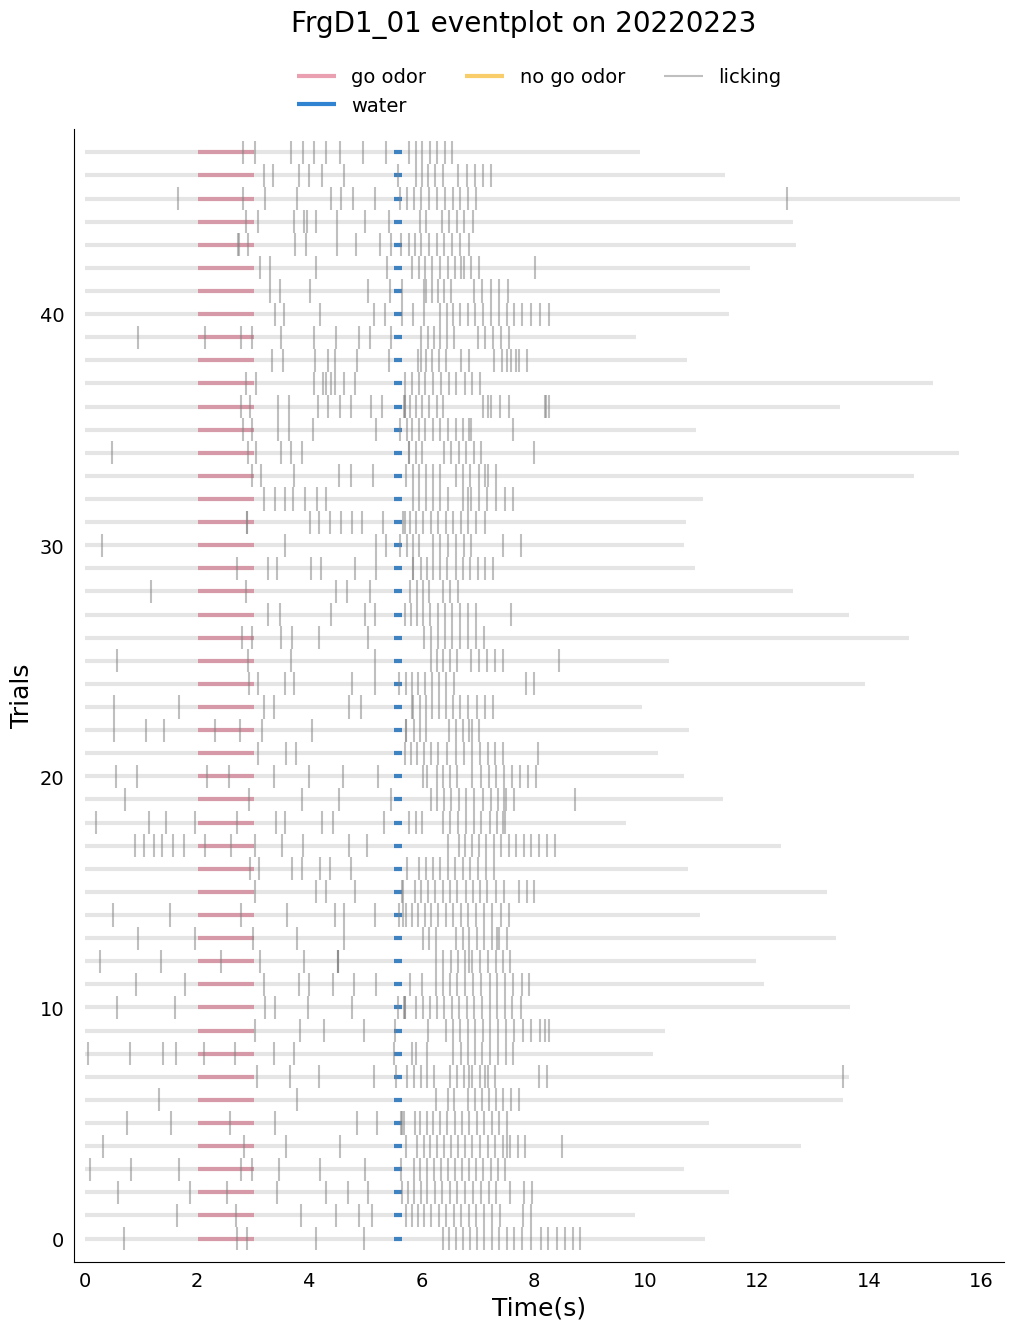 FrgD1_01 eventplot on 20220223
go odor
no go odor
licking
water
40
30
20
10
0
Trials
0 2 4 6 8 10 12 14 16
Time(s)